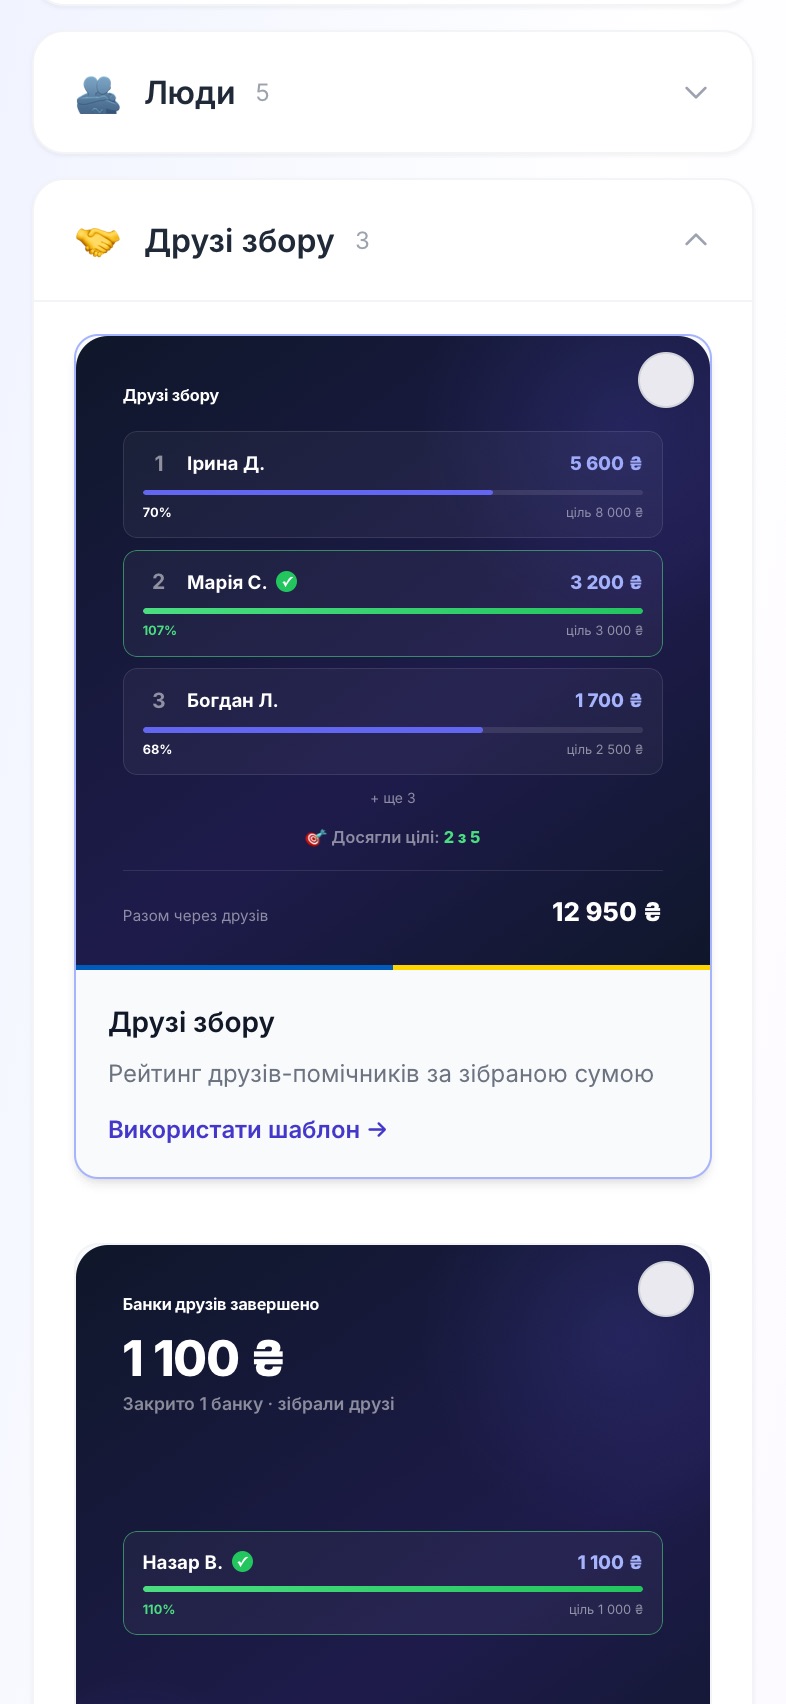 Люди 5
Друзі збору 3
Друзі збору
1 Ірина Д. 5 600 ₴
70% ціль 8 000 ₴
2 Марія С. 3 200 ₴
107% ціль 3 000 ₴
3 Богдан Л. 1 700 ₴
68% ціль 2 500 ₴
+ ще 3
Досягли цілі: 2 з 5
Разом через друзів 12 950 ₴
Друзі збору
Рейтинг друзів-помічників за зібраною сумою
Використати шаблон →
Банки друзів завершено
1 100 ₴
Закрито 1 банку · зібрали друзі
Назар В. 1 100 ₴
110% ціль 1 000 ₴